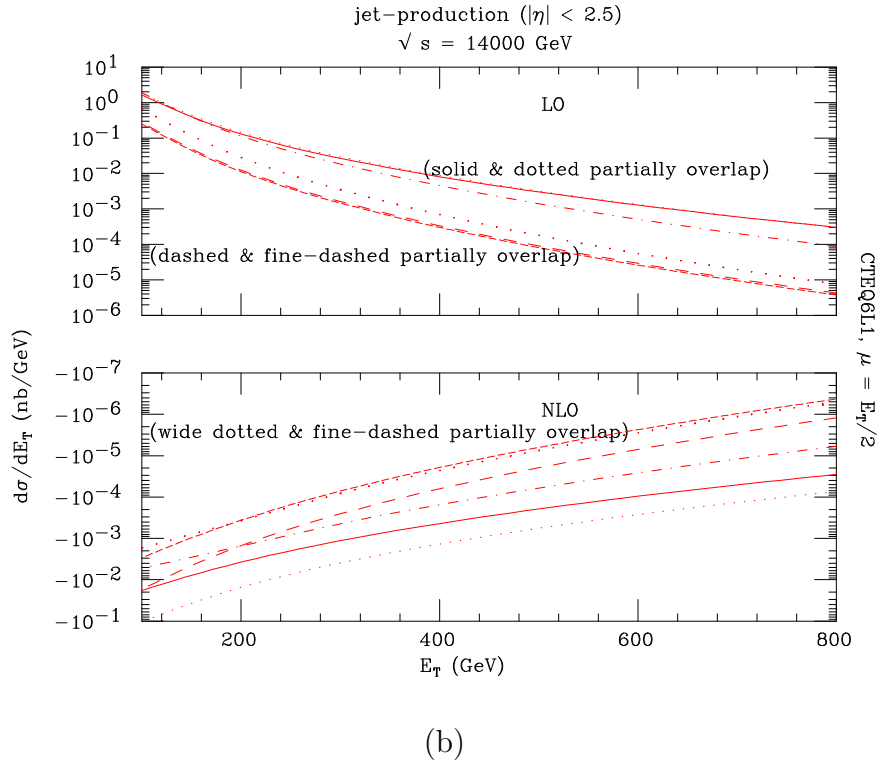 jet-production (|η| < 2.5)
√ s = 14000 GeV
10^1
10^0
10^-1
10^-2
10^-3
10^-4
10^-5
10^-6
LO
(solid & dotted partially overlap)
(dashed & fine-dashed partially overlap)
-10^-7
-10^-6
-10^-5
-10^-4
-10^-3
-10^-2
-10^-1
NLO
(wide dotted & fine-dashed partially overlap)
dσ/dE_T (nb/GeV)
CTEQ6L1, μ = E_T/2
200 400 600 800
E_T (GeV)
(b)